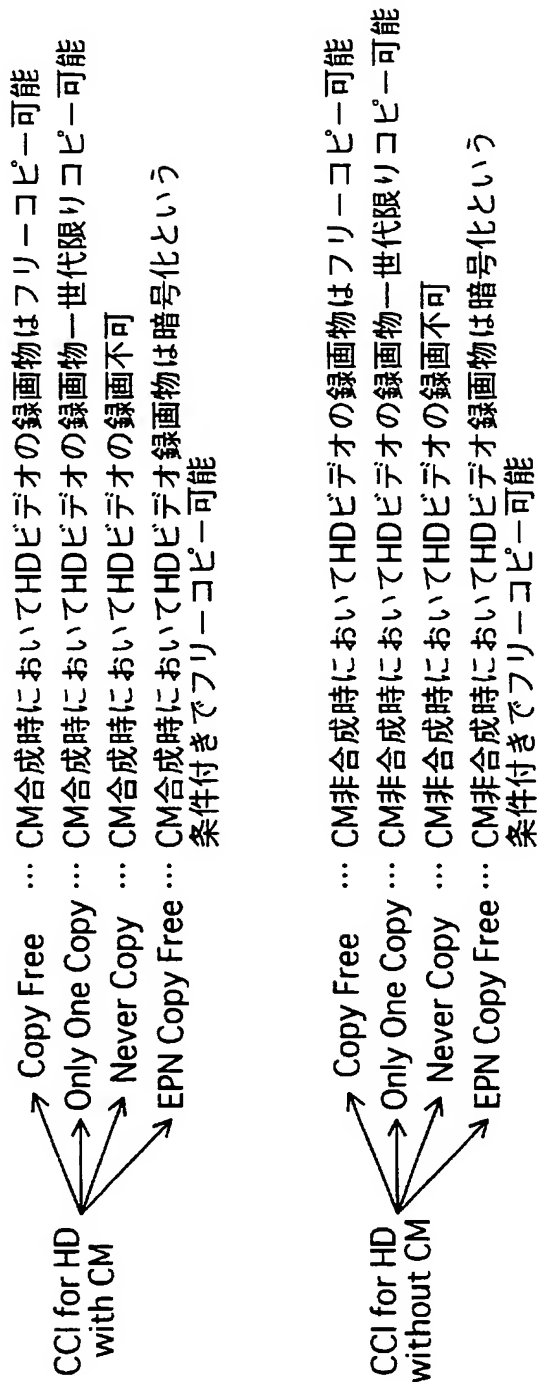 CCI for HD
with CM
Copy Free … CM合成時においてHDビデオの録画物はフリーコピー可能
Only One Copy … CM合成時においてHDビデオの録画物一世代限りコピー可能
Never Copy … CM合成時においてHDビデオの録画不可
EPN Copy Free … CM合成時においてHDビデオ録画物は暗号化という
条件付きでフリーコピー可能
CCI for HD
without CM
Copy Free … CM非合成時においてHDビデオの録画物はフリーコピー可能
Only One Copy … CM非合成時においてHDビデオの録画物一世代限りコピー可能
Never Copy … CM非合成時においてHDビデオの録画不可
EPN Copy Free … CM非合成時においてHDビデオ録画物は暗号化という
条件付きでフリーコピー可能